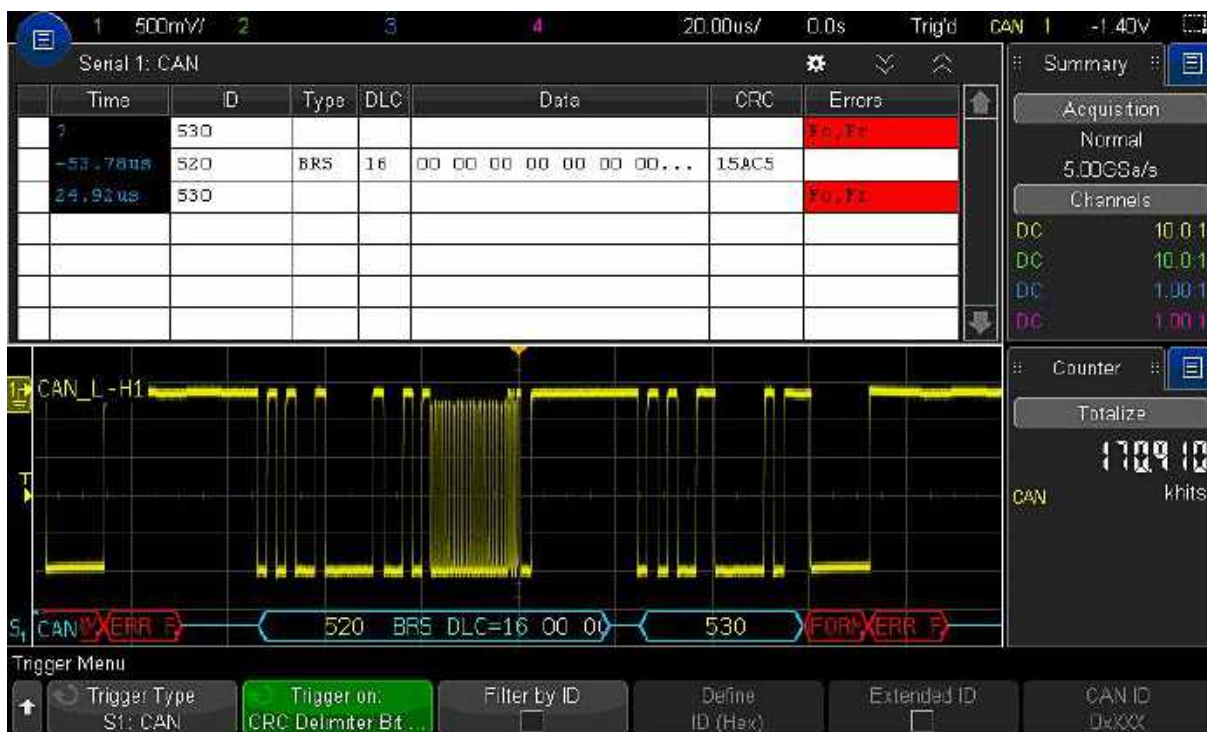 1 500mV/ 2 3 4 20.00us/ 0.0s Trig'd CAN 1 -1.40V
Serial 1: CAN
Time ID Type DLC Data CRC Errors
? 530 Fo,Fr
-53.78us 520 BRS 16 00 00 00 00 00 00 00... 15AC5
24.92us 530 Fo,Fr
Summary
Acquisition
Normal
5.00GSa/s
Channels
DC 10.0:1
DC 10.0:1
DC 1.00:1
DC 1.00:1
Counter
Totalize
170.910
CAN khits
CAN_L-H1
T
S1 CAN ERR F 520 BRS DLC=16 00 00 530 FORM ERR F
Trigger Menu
Trigger Type
S1: CAN
Trigger on:
CRC Delimiter Bit ...
Filter by ID
Define
ID (Hex)
Extended ID
CAN ID
0xXXX